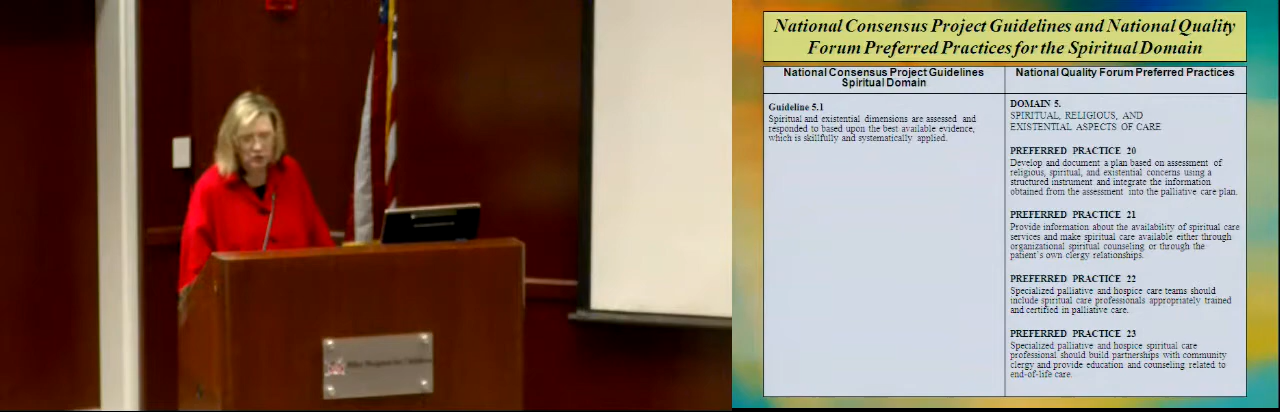 Riley Hospital for Children
National Consensus Project Guidelines and National Quality
Forum Preferred Practices for the Spiritual Domain
National Consensus Project Guidelines
Spiritual Domain
National Quality Forum Preferred Practices
Guideline 5.1
Spiritual and existential dimensions are assessed and
responded to based upon the best available evidence,
which is skillfully and systematically applied.
DOMAIN 5.
SPIRITUAL, RELIGIOUS, AND
EXISTENTIAL ASPECTS OF CARE
PREFERRED PRACTICE 20
Develop and document a plan based on assessment of
religious, spiritual, and existential concerns using a
structured instrument and integrate the information
obtained from the assessment into the palliative care plan.
PREFERRED PRACTICE 21
Provide information about the availability of spiritual care
services and make spiritual care available either through
organizational spiritual counseling or through the
patient's own clergy relationships.
PREFERRED PRACTICE 22
Specialized palliative and hospice care teams should
include spiritual care professionals appropriately trained
and certified in palliative care.
PREFERRED PRACTICE 23
Specialized palliative and hospice spiritual care
professional should build partnerships with community
clergy and provide education and counseling related to
end-of-life care.